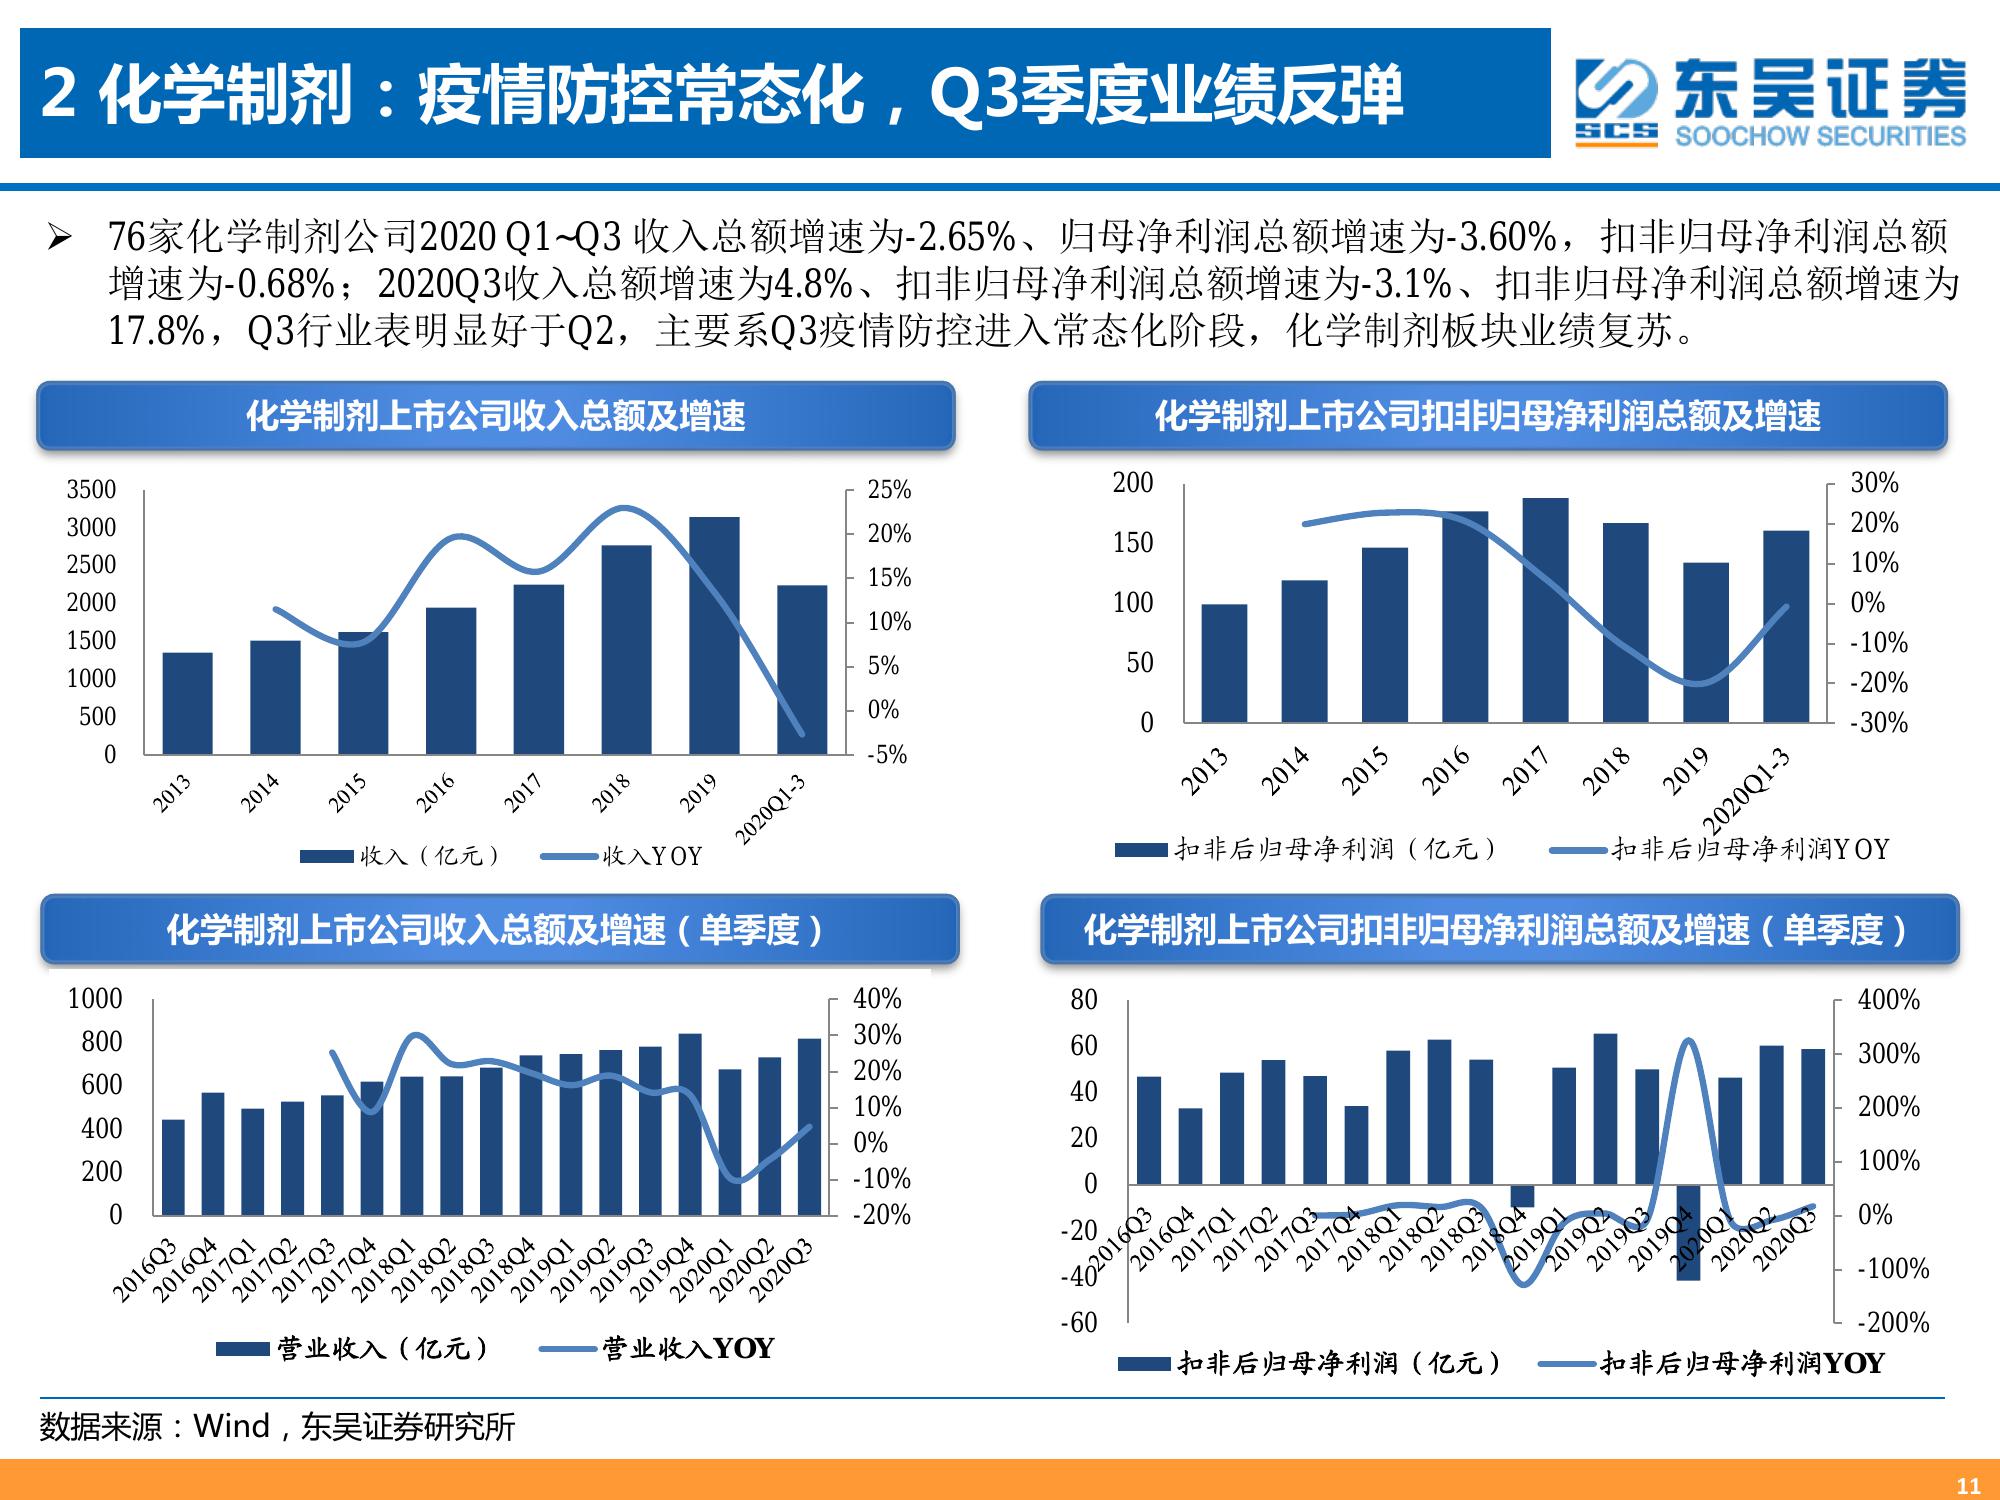 2 化学制剂：疫情防控常态化，Q3季度业绩反弹
东吴证券
SCS
SOOCHOW SECURITIES
➢ 76家化学制剂公司2020 Q1~Q3 收入总额增速为-2.65%、归母净利润总额增速为-3.60%，扣非归母净利润总额
增速为-0.68%；2020Q3收入总额增速为4.8%、扣非归母净利润总额增速为-3.1%、扣非归母净利润总额增速为
17.8%，Q3行业表明显好于Q2，主要系Q3疫情防控进入常态化阶段，化学制剂板块业绩复苏。
化学制剂上市公司收入总额及增速
3500 3000 2500 2000 1500 1000 500 0
25% 20% 15% 10% 5% 0% -5%
2013 2014 2015 2016 2017 2018 2019 2020Q1-3
收入（亿元） 收入YOY
化学制剂上市公司扣非归母净利润总额及增速
200 150 100 50 0
30% 20% 10% 0% -10% -20% -30%
2013 2014 2015 2016 2017 2018 2019 2020Q1-3
扣非后归母净利润（亿元） 扣非后归母净利润YOY
化学制剂上市公司收入总额及增速（单季度）
1000 800 600 400 200 0
40% 30% 20% 10% 0% -10% -20%
2016Q3 2016Q4 2017Q1 2017Q2 2017Q3 2017Q4 2018Q1 2018Q2 2018Q3 2018Q4 2019Q1 2019Q2 2019Q3 2019Q4 2020Q1 2020Q2 2020Q3
营业收入（亿元） 营业收入YOY
化学制剂上市公司扣非归母净利润总额及增速（单季度）
80 60 40 20 0 -20 -40 -60
400% 300% 200% 100% 0% -100% -200%
2016Q3 2016Q4 2017Q1 2017Q2 2017Q3 2017Q4 2018Q1 2018Q2 2018Q3 2018Q4 2019Q1 2019Q2 2019Q3 2019Q4 2020Q1 2020Q2 2020Q3
扣非后归母净利润（亿元） 扣非后归母净利润YOY
数据来源：Wind，东吴证券研究所
11